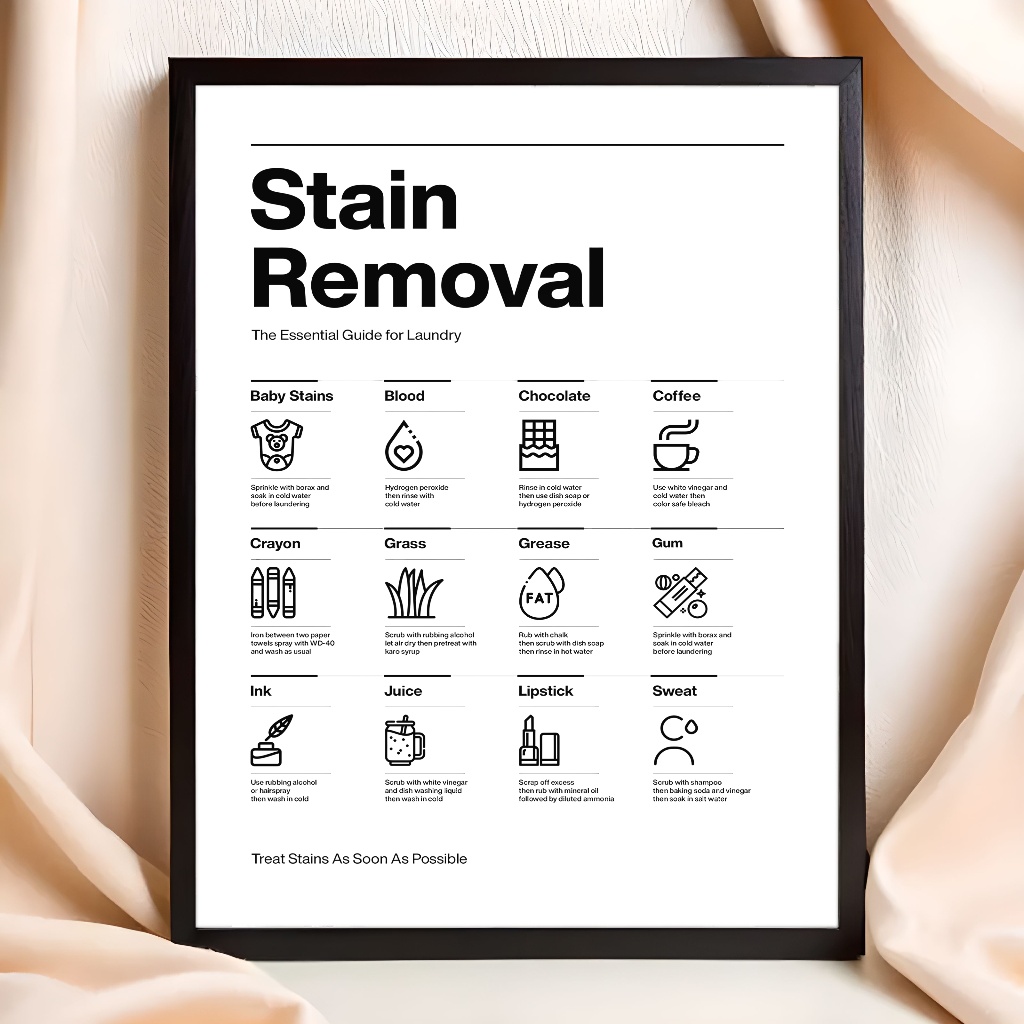 Stain
Removal
The Essential Guide for Laundry
Baby Stains
Sprinkle with borax and
soak in cold water
before laundering
Blood
Hydrogen peroxide
then rinse with
cold water
Chocolate
Rinse in cold water
then use dish soap or
hydrogen peroxide
Coffee
Use white vinegar and
cold water then
color safe bleach
Crayon
Iron between two paper
towels spray with WD-40
and wash as usual
Grass
Scrub with rubbing alcohol
let air dry then pretreat with
karo syrup
Grease
FAT
Rub with chalk
then scrub with dish soap
then rinse in hot water
Gum
Sprinkle with borax and
soak in cold water
before laundering
Ink
Use rubbing alcohol
or hairspray
then wash in cold
Juice
Scrub with white vinegar
and dish washing liquid
then wash in cold
Lipstick
Scrap off excess
then rub with mineral oil
followed by diluted ammonia
Sweat
Scrub with shampoo
then baking soda and vinegar
then soak in salt water
Treat Stains As Soon As Possible